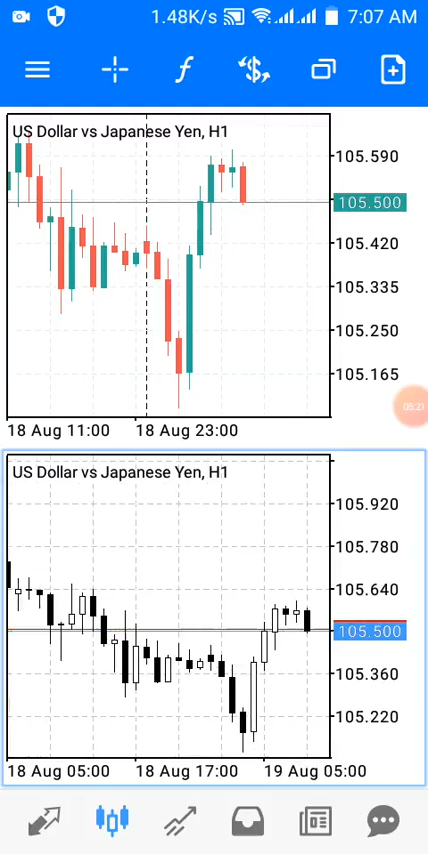 1.48K/s 7:07 AM
US Dollar vs Japanese Yen, H1
105.590
105.500
105.420
105.335
105.250
105.165
05:21
18 Aug 11:00 18 Aug 23:00
US Dollar vs Japanese Yen, H1
105.920
105.780
105.640
105.500
105.360
105.220
18 Aug 05:00 18 Aug 17:00 19 Aug 05:00